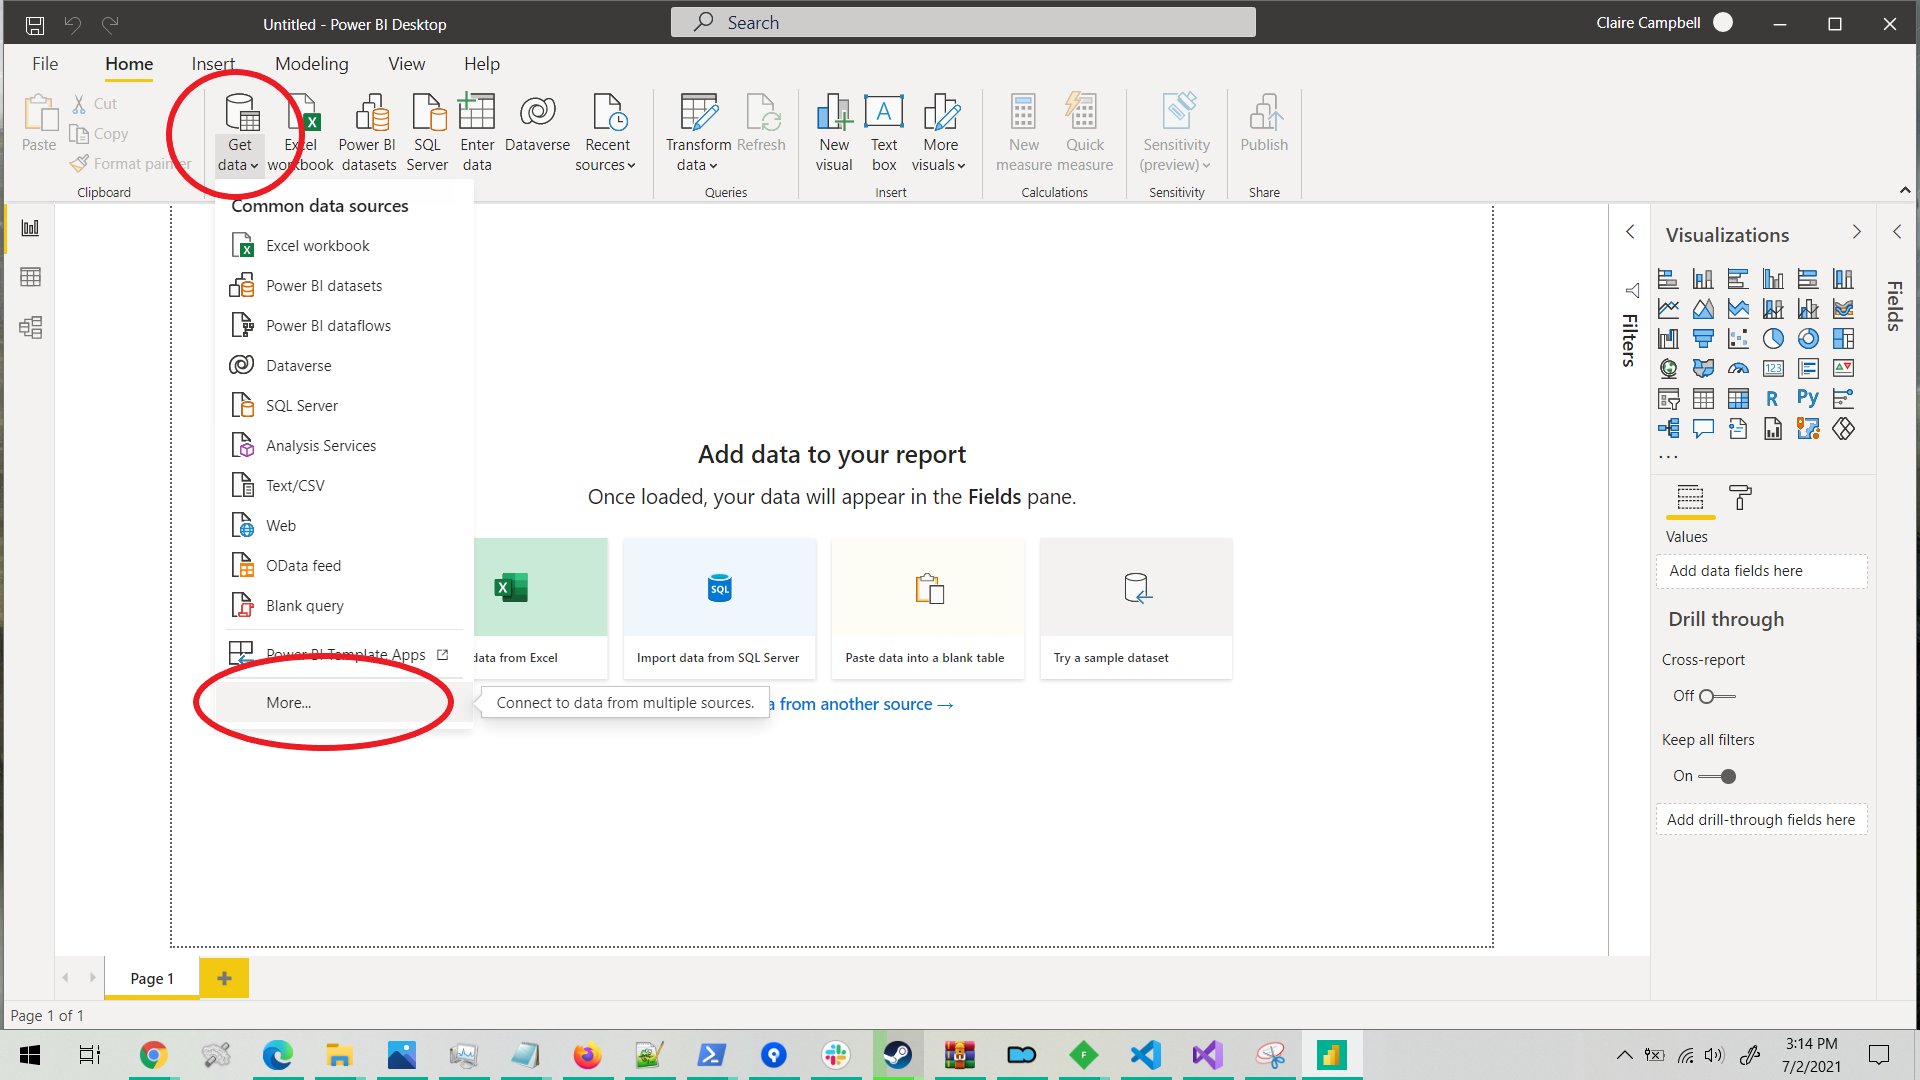 Untitled - Power BI Desktop
Search
Claire Campbell
File Home Insert Modeling View Help
Paste
Cut
Copy
Format painter
Clipboard
Get data
Excel workbook
Power BI datasets
SQL Server
Enter data
Dataverse
Recent sources
Transform data
Refresh
Queries
New visual
Text box
More visuals
Insert
New measure
Quick measure
Calculations
Sensitivity (preview)
Sensitivity
Publish
Share
Common data sources
Excel workbook
Power BI datasets
Power BI dataflows
Dataverse
SQL Server
Analysis Services
Text/CSV
Web
OData feed
Blank query
Power BI Template Apps
More...
Connect to data from multiple sources.
Add data to your report
Once loaded, your data will appear in the Fields pane.
data from Excel
Import data from SQL Server
Paste data into a blank table
Try a sample dataset
from another source →
Filters
Visualizations
Fields
123
R
Py
...
Values
Add data fields here
Drill through
Cross-report
Off
Keep all filters
On
Add drill-through fields here
Page 1
Page 1 of 1
3:14 PM
7/2/2021